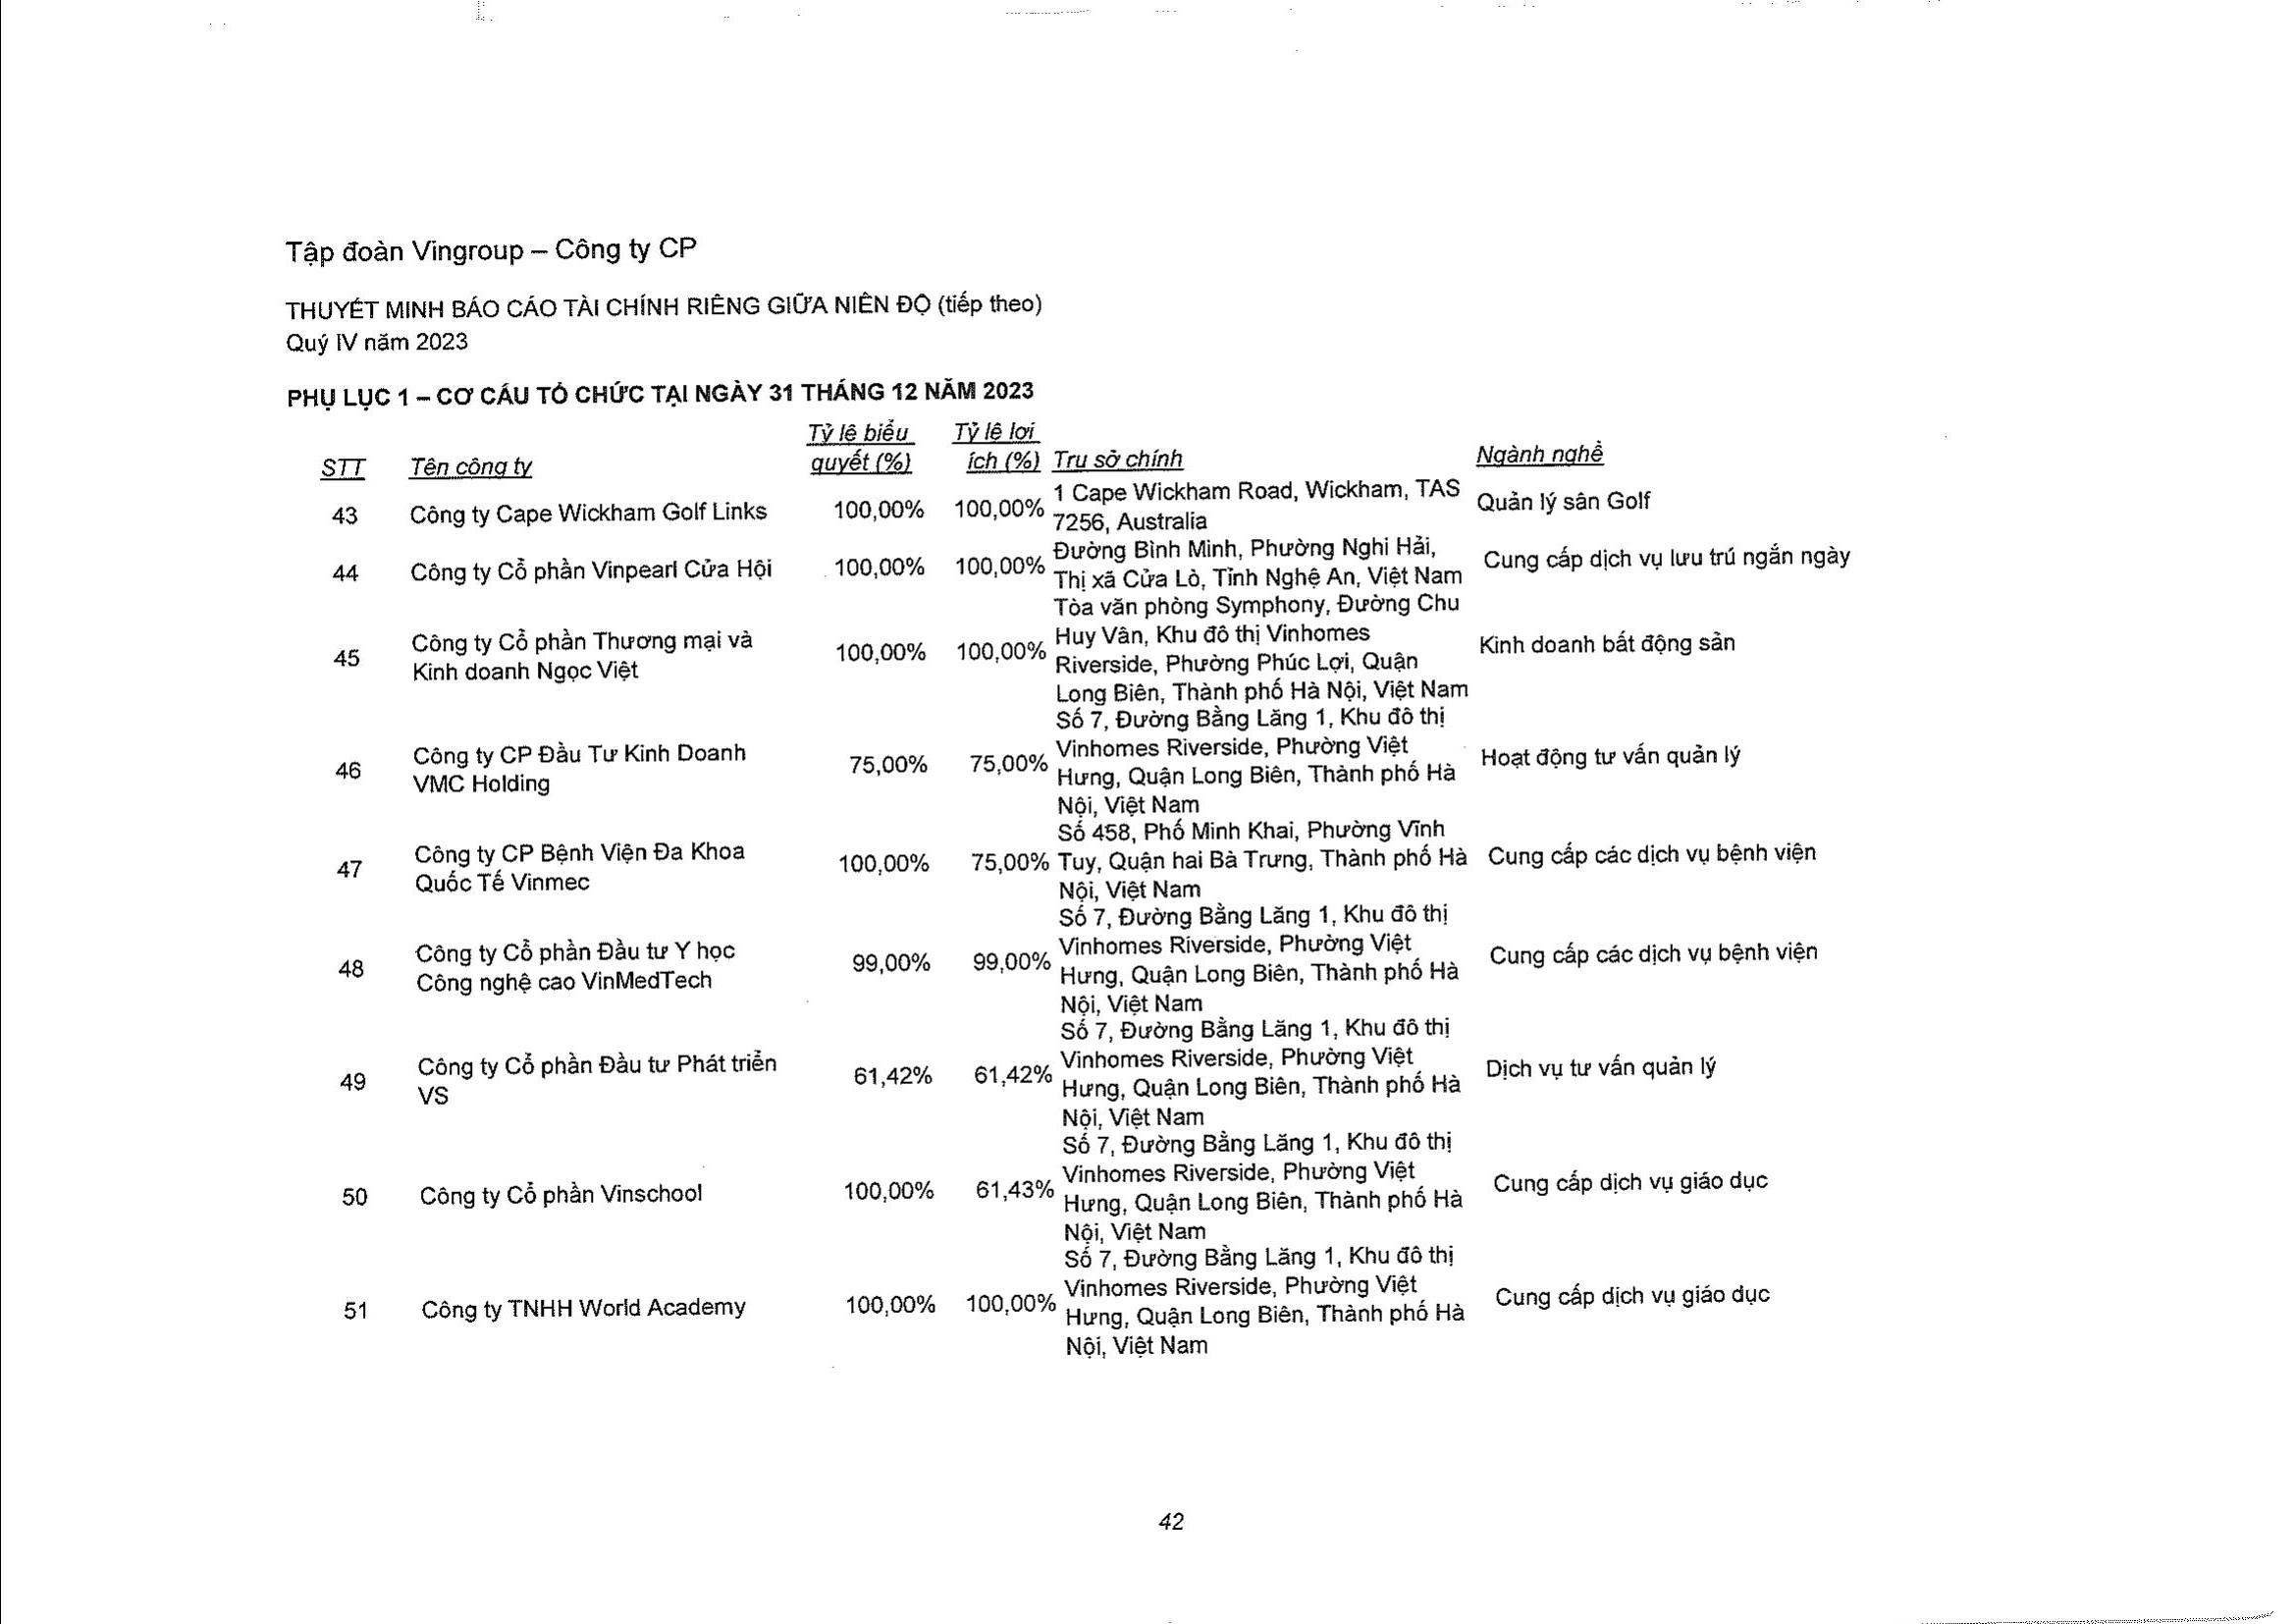 Tập đoàn Vingroup – Công ty CP
THUYẾT MINH BÁO CÁO TÀI CHÍNH RIÊNG GIỮA NIÊN ĐỘ (tiếp theo)
Quý IV năm 2023
PHỤ LỤC 1 – CƠ CẤU TỔ CHỨC TẠI NGÀY 31 THÁNG 12 NĂM 2023
STT Tên công ty Tỷ lệ biểu quyết (%) Tỷ lệ lợi ích (%) Trụ sở chính Ngành nghề
43 Công ty Cape Wickham Golf Links 100,00% 100,00% 1 Cape Wickham Road, Wickham, TAS Quản lý sân Golf
7256, Australia
44 Công ty Cổ phần Vinpearl Cửa Hội 100,00% 100,00% Đường Bình Minh, Phường Nghi Hải, Cung cấp dịch vụ lưu trú ngắn ngày
Thị xã Cửa Lò, Tỉnh Nghệ An, Việt Nam
Tòa văn phòng Symphony, Đường Chu
45 Công ty Cổ phần Thương mại và 100,00% 100,00% Huy Vân, Khu đô thị Vinhomes Kinh doanh bất động sản
Kinh doanh Ngọc Việt Riverside, Phường Phúc Lợi, Quận
Long Biên, Thành phố Hà Nội, Việt Nam
Số 7, Đường Bằng Lăng 1, Khu đô thị
46 Công ty CP Đầu Tư Kinh Doanh 75,00% 75,00% Vinhomes Riverside, Phường Việt Hoạt động tư vấn quản lý
VMC Holding Hưng, Quận Long Biên, Thành phố Hà
Nội, Việt Nam
Số 458, Phố Minh Khai, Phường Vĩnh
47 Công ty CP Bệnh Viện Đa Khoa 100,00% 75,00% Tuy, Quận hai Bà Trưng, Thành phố Hà Cung cấp các dịch vụ bệnh viện
Quốc Tế Vinmec Nội, Việt Nam
Số 7, Đường Bằng Lăng 1, Khu đô thị
48 Công ty Cổ phần Đầu tư Y học 99,00% 99,00% Vinhomes Riverside, Phường Việt Cung cấp các dịch vụ bệnh viện
Công nghệ cao VinMedTech Hưng, Quận Long Biên, Thành phố Hà
Nội, Việt Nam
Số 7, Đường Bằng Lăng 1, Khu đô thị
49 Công ty Cổ phần Đầu tư Phát triển 61,42% 61,42% Vinhomes Riverside, Phường Việt Dịch vụ tư vấn quản lý
VS Hưng, Quận Long Biên, Thành phố Hà
Nội, Việt Nam
Số 7, Đường Bằng Lăng 1, Khu đô thị
50 Công ty Cổ phần Vinschool 100,00% 61,43% Vinhomes Riverside, Phường Việt Cung cấp dịch vụ giáo dục
Hưng, Quận Long Biên, Thành phố Hà
Nội, Việt Nam
Số 7, Đường Bằng Lăng 1, Khu đô thị
51 Công ty TNHH World Academy 100,00% 100,00% Vinhomes Riverside, Phường Việt Cung cấp dịch vụ giáo dục
Hưng, Quận Long Biên, Thành phố Hà
Nội, Việt Nam
42